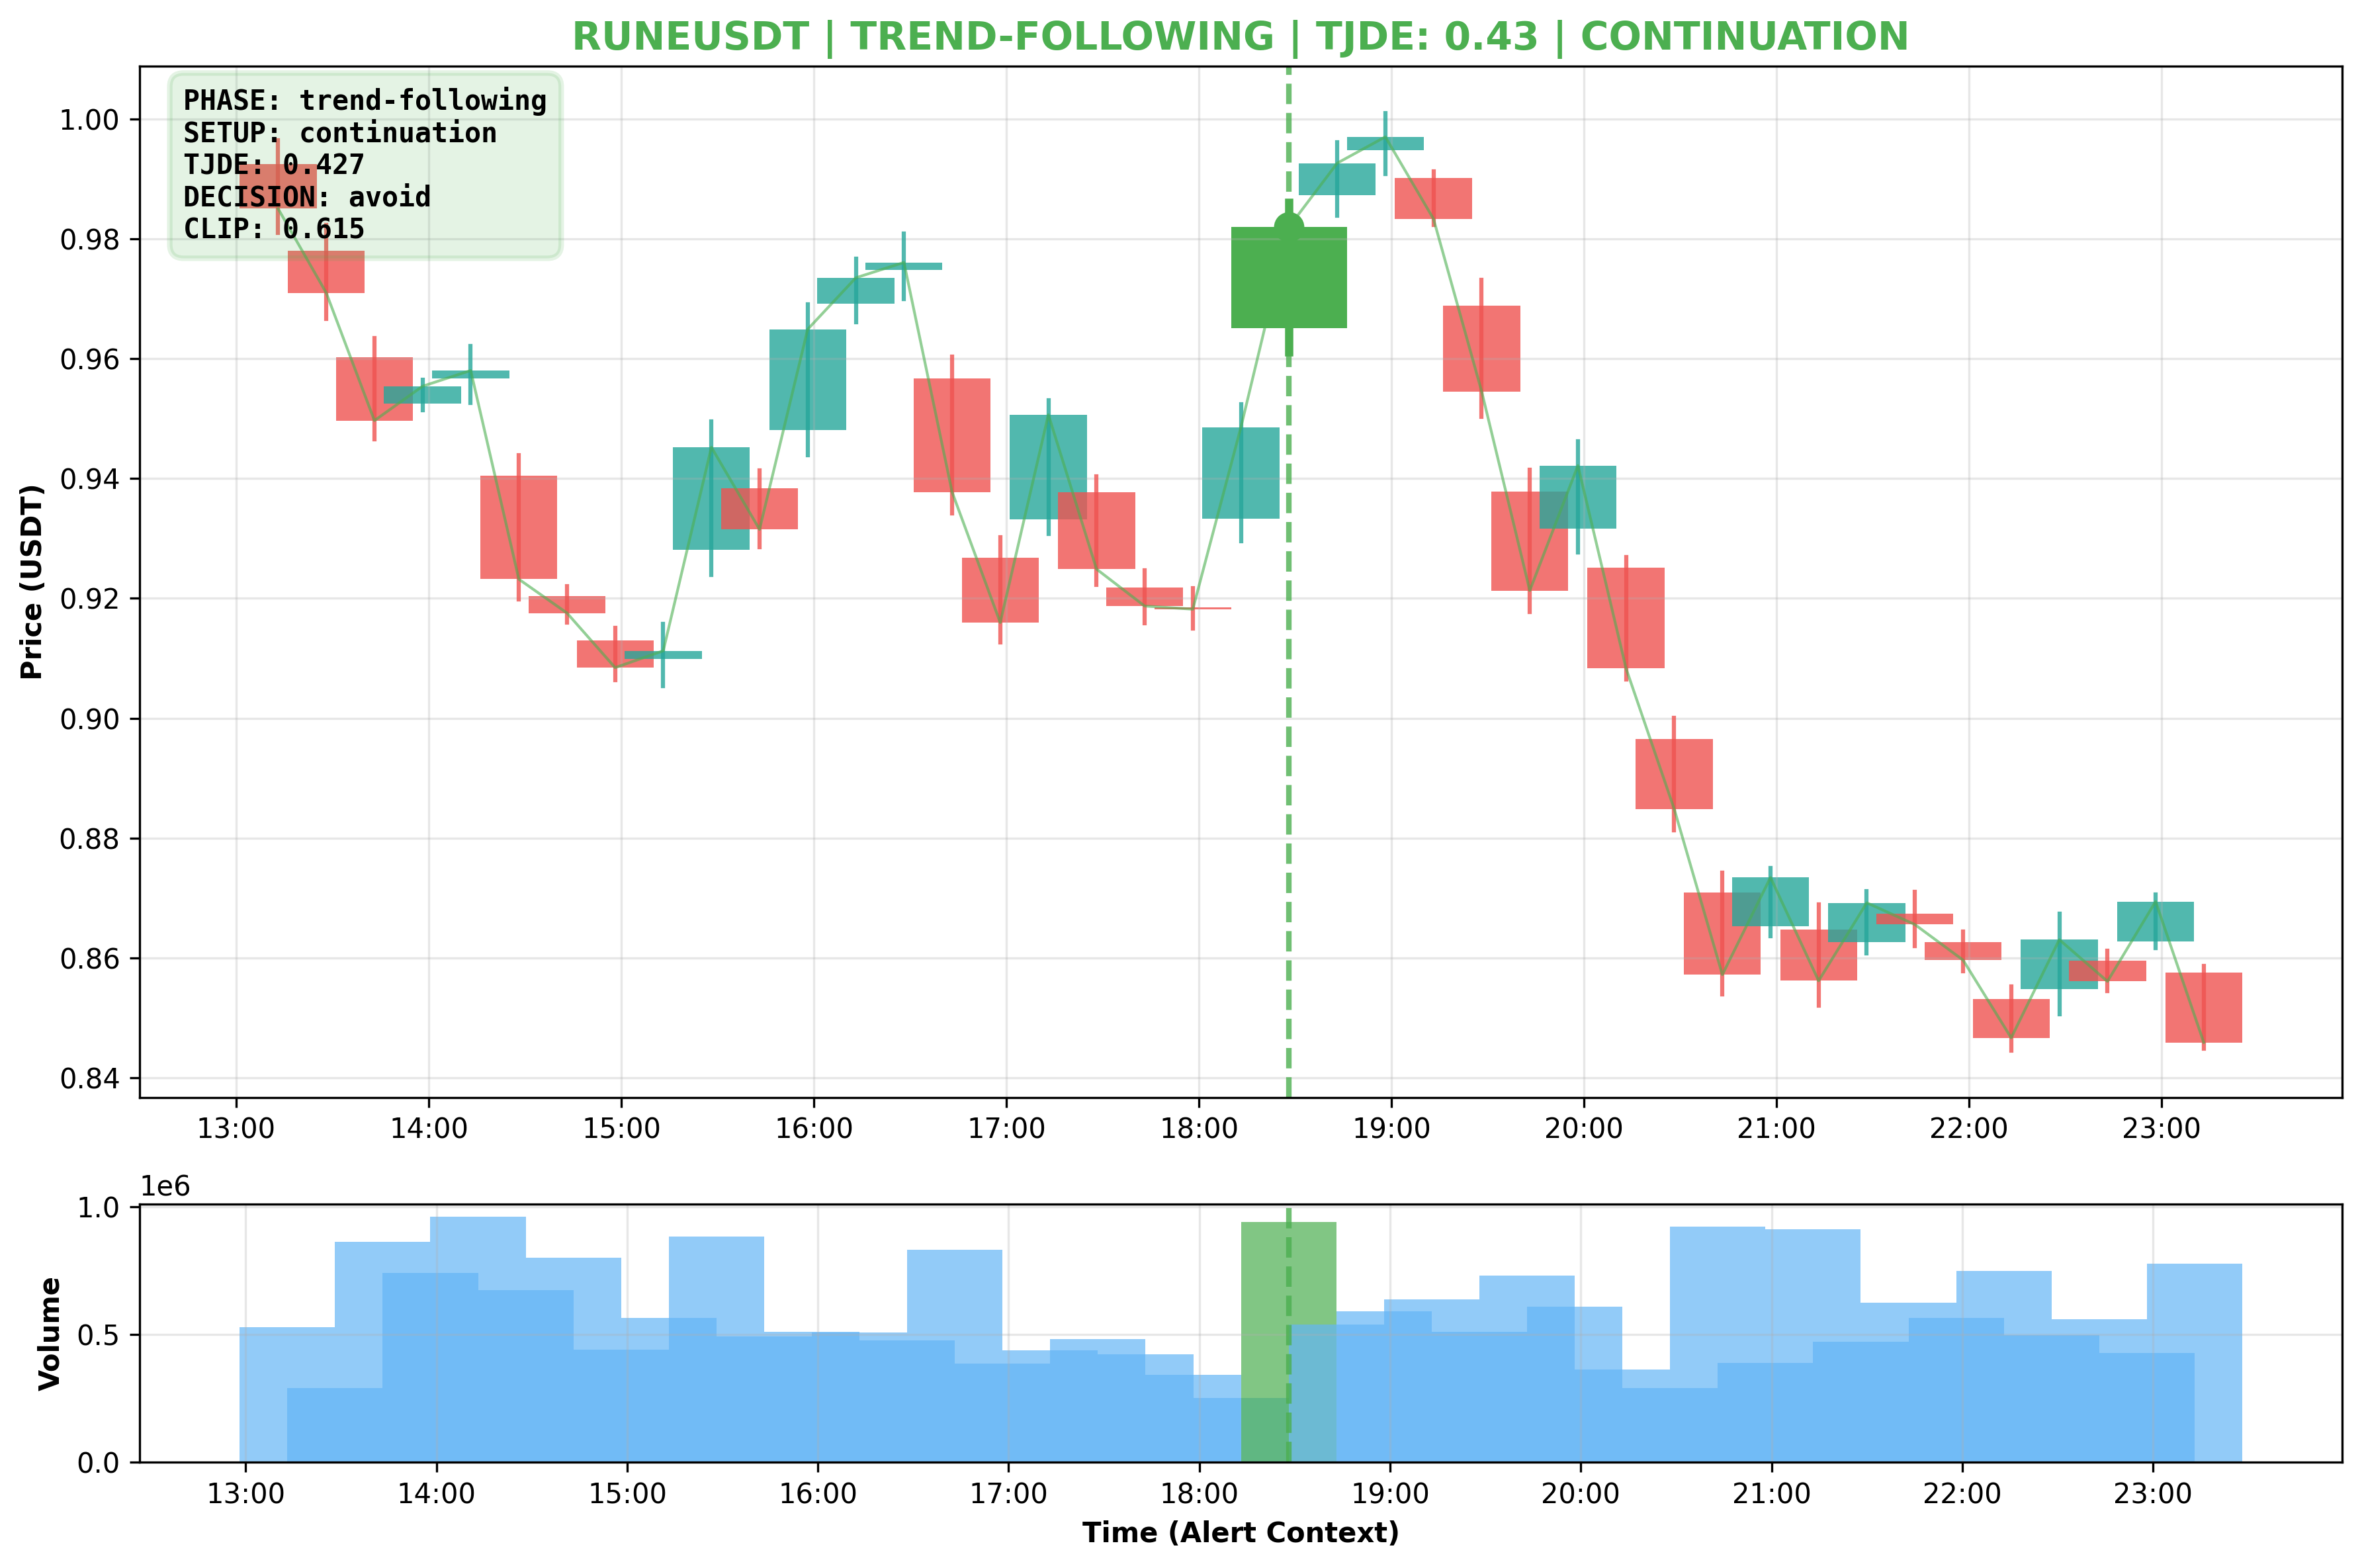 RUNEUSDT | TREND-FOLLOWING | TJDE: 0.43 | CONTINUATION
PHASE: trend-following
SETUP: continuation
TJDE: 0.427
DECISION: avoid
CLIP: 0.615
Price (USDT)
1.00
0.98
0.96
0.94
0.92
0.90
0.88
0.86
0.84
13:00 14:00 15:00 16:00 17:00 18:00 19:00 20:00 21:00 22:00 23:00
1e6
Volume
1.0
0.5
0.0
13:00 14:00 15:00 16:00 17:00 18:00 19:00 20:00 21:00 22:00 23:00
Time (Alert Context)